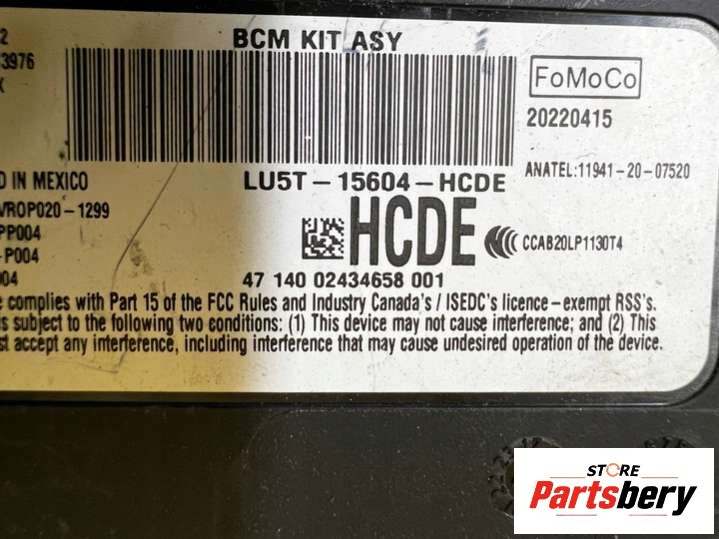 2
BCM KIT ASY
3976
X
FoMoCo
20220415
D IN MEXICO
LU5T-15604-HCDE
ANATEL:11941-20-07520
VROP020-1299
PP004
-P004
004
HCDE
CCAB20LP1130T4
47 140 02434658 001
e complies with Part 15 of the FCC Rules and Industry Canada's / ISEDC's licence-exempt RSS's.
is subject to the following two conditions: (1) This device may not cause interference; and (2) This
st accept any interference, including interference that may cause undesired operation of the device.
STORE
Partsbery